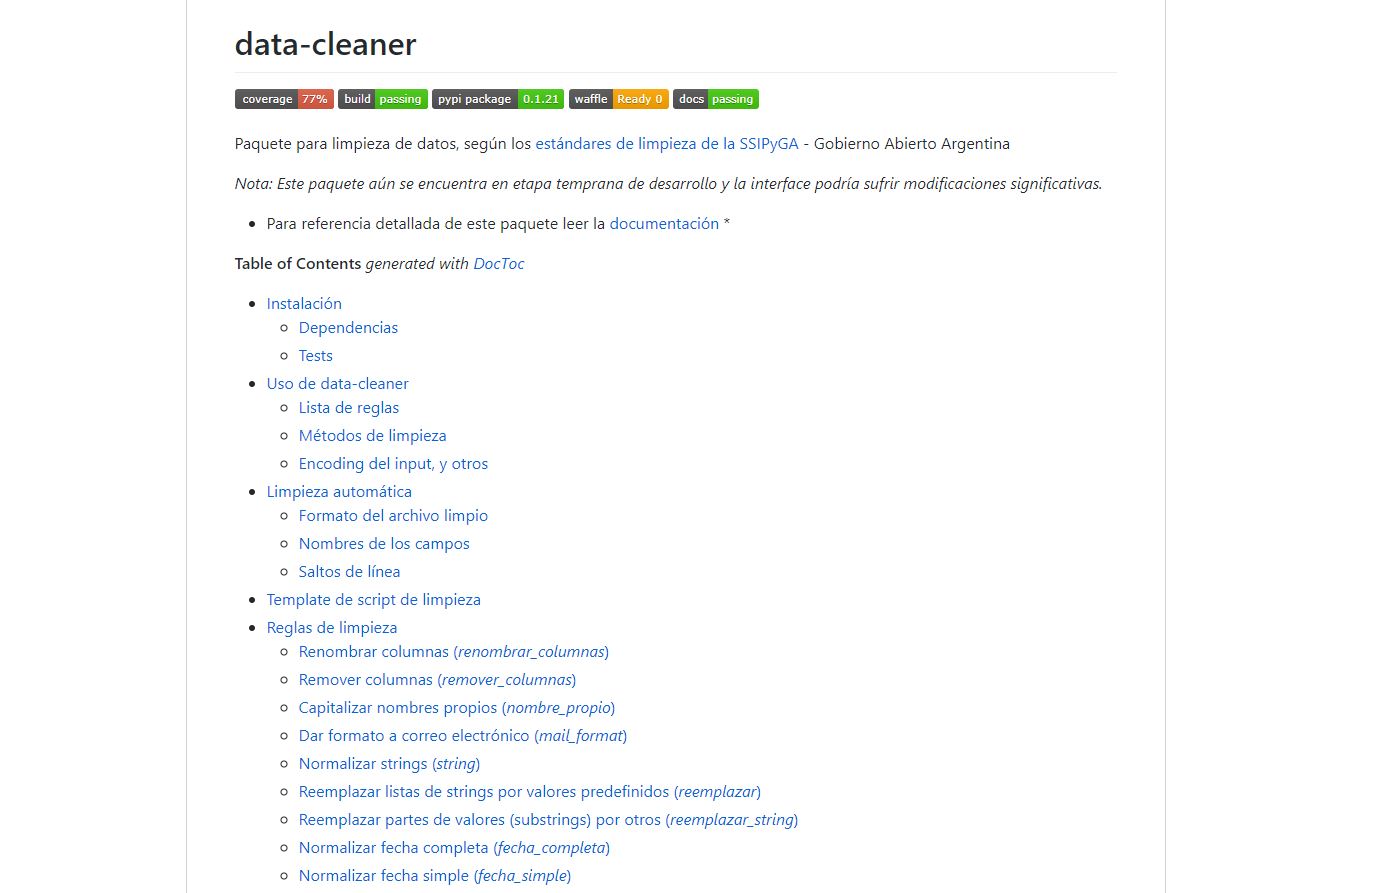 data-cleaner
coverage 77% build passing pypi package 0.1.21 waffle Ready 0 docs passing
Paquete para limpieza de datos, según los estándares de limpieza de la SSIPyGA - Gobierno Abierto Argentina
Nota: Este paquete aún se encuentra en etapa temprana de desarrollo y la interface podría sufrir modificaciones significativas.
• Para referencia detallada de este paquete leer la documentación *
Table of Contents generated with DocToc
• Instalación
○ Dependencias
○ Tests
• Uso de data-cleaner
○ Lista de reglas
○ Métodos de limpieza
○ Encoding del input, y otros
• Limpieza automática
○ Formato del archivo limpio
○ Nombres de los campos
○ Saltos de línea
• Template de script de limpieza
• Reglas de limpieza
○ Renombrar columnas (renombrar_columnas)
○ Remover columnas (remover_columnas)
○ Capitalizar nombres propios (nombre_propio)
○ Dar formato a correo electrónico (mail_format)
○ Normalizar strings (string)
○ Reemplazar listas de strings por valores predefinidos (reemplazar)
○ Reemplazar partes de valores (substrings) por otros (reemplazar_string)
○ Normalizar fecha completa (fecha_completa)
○ Normalizar fecha simple (fecha_simple)